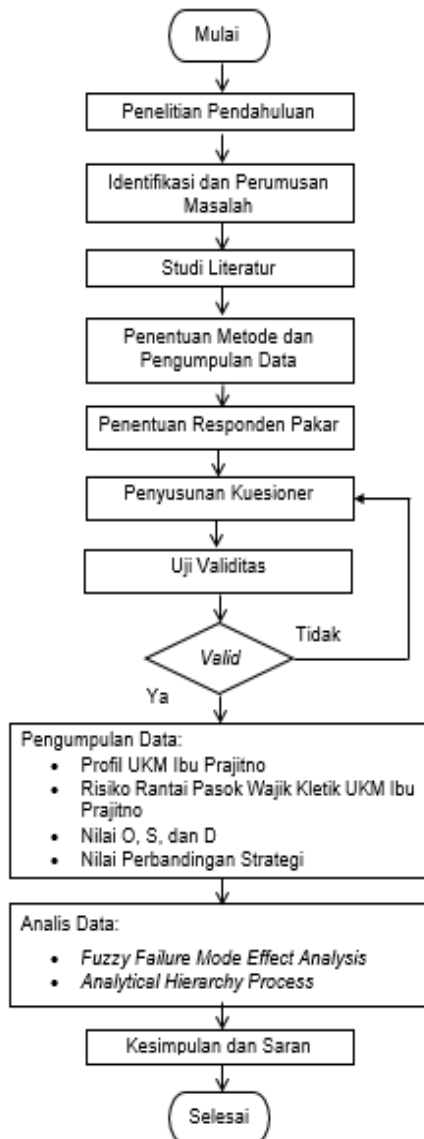 Mulai
Penelitian Pendahuluan
Identifikasi dan Perumusan
Masalah
Studi Literatur
Penentuan Metode dan
Pengumpulan Data
Penentuan Responden Pakar
Penyusunan Kuesioner
Uji Validitas
Valid
Tidak
Ya
Pengumpulan Data:
• Profil UKM Ibu Prajitno
• Risiko Rantai Pasok Wajik Kletik UKM Ibu
Prajitno
• Nilai O, S, dan D
• Nilai Perbandingan Strategi
Analis Data:
• Fuzzy Failure Mode Effect Analysis
• Analytical Hierarchy Process
Kesimpulan dan Saran
Selesai